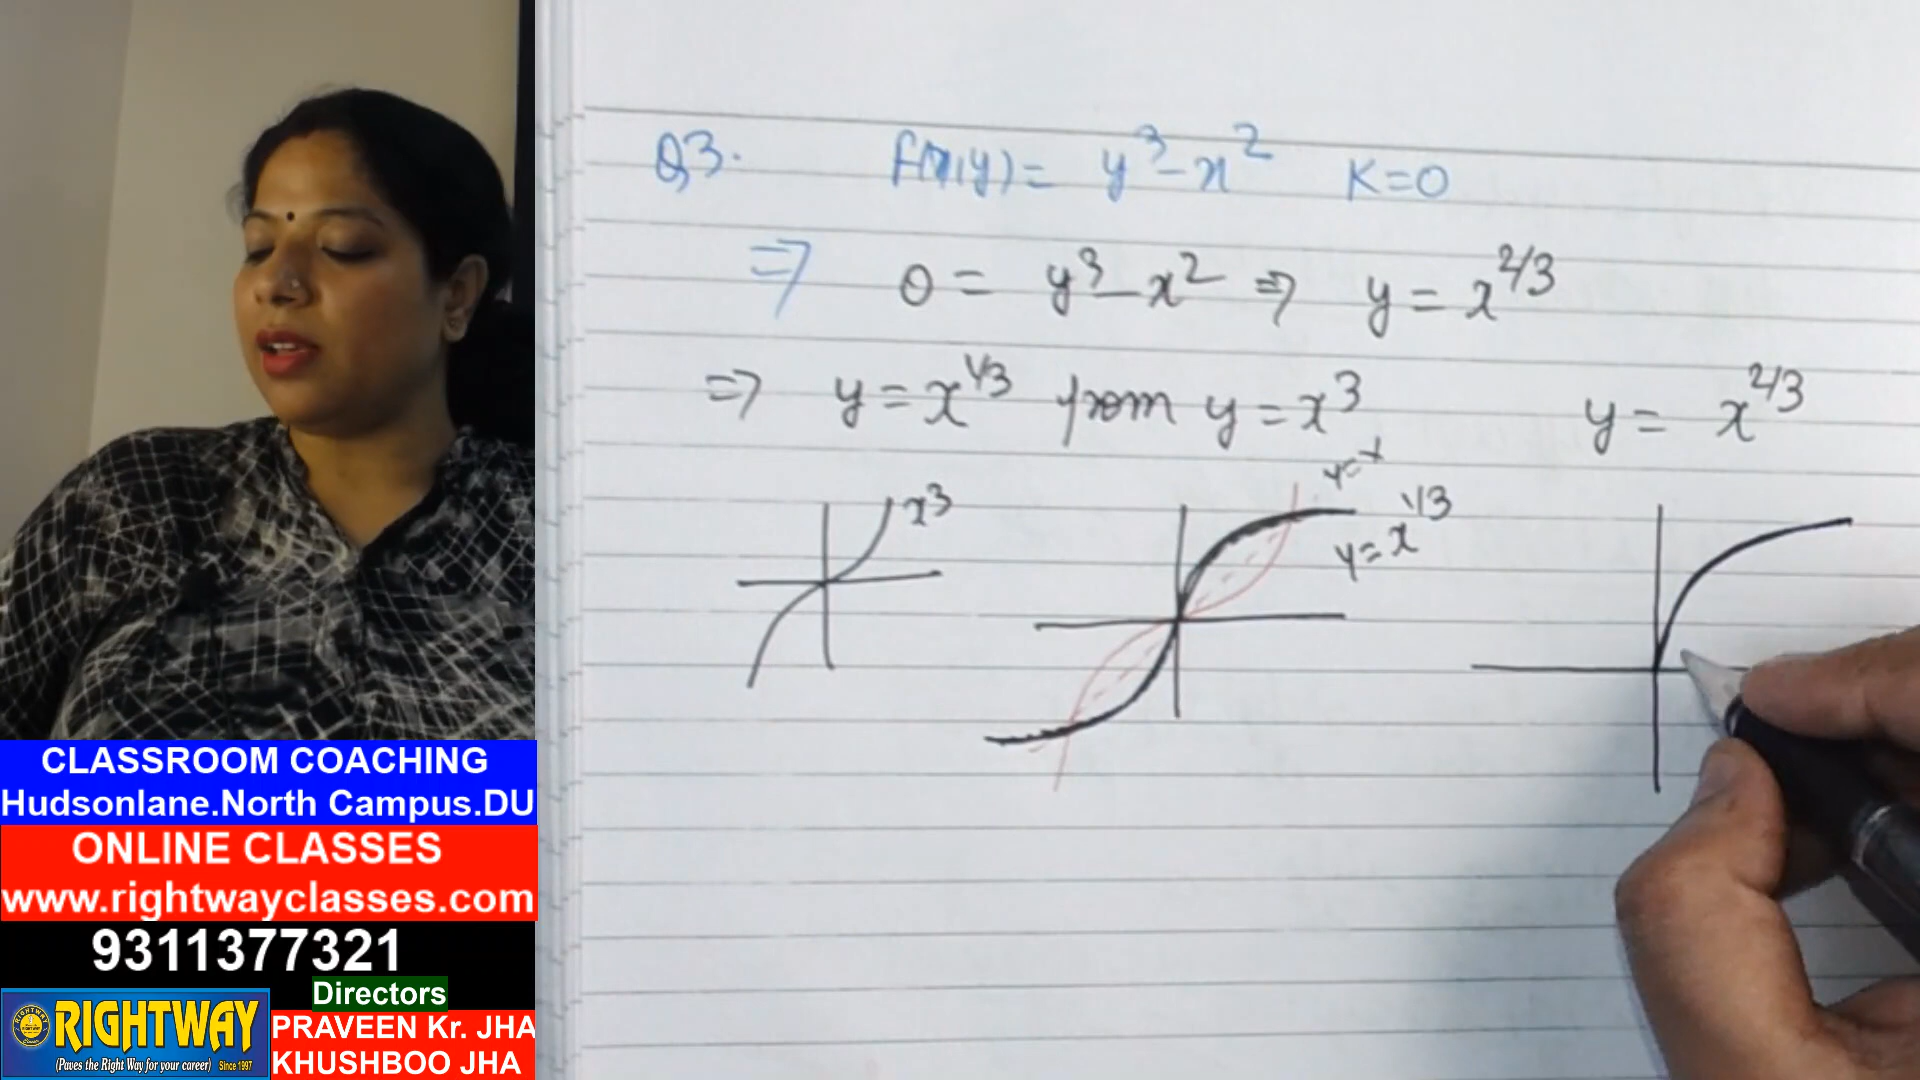 Q3. f(x,y) = y³ - x² K=0
⇒ 0 = y³ - x² ⇒ y = x^2/3
⇒ y = x^1/3 from y = x³
y = x^2/3
x³
y=x
y = x^1/3
CLASSROOM COACHING
Hudsonlane.North Campus.DU
ONLINE CLASSES
www.rightwayclasses.com
9311377321
Directors
PRAVEEN Kr. JHA
KHUSHBOO JHA
RIGHTWAY
(Paves the Right Way for your career) Since 1997